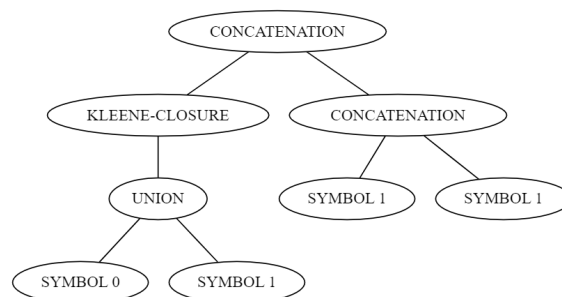 CONCATENATION
KLEENE-CLOSURE
CONCATENATION
UNION
SYMBOL 1
SYMBOL 1
SYMBOL 0
SYMBOL 1